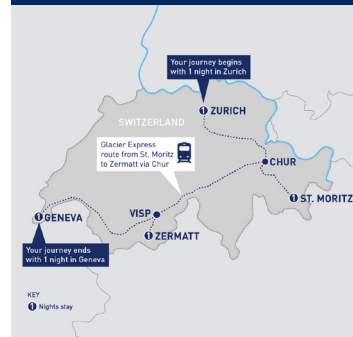 Your journey begins
with 1 night in Zurich
1 ZURICH
SWITZERLAND
Glacier Express
route from St. Moritz
to Zermatt via Chur
CHUR
1 ST. MORITZ
VISP
1 GENEVA
1 ZERMATT
Your journey ends
with 1 night in Geneva
KEY
1 Nights stay